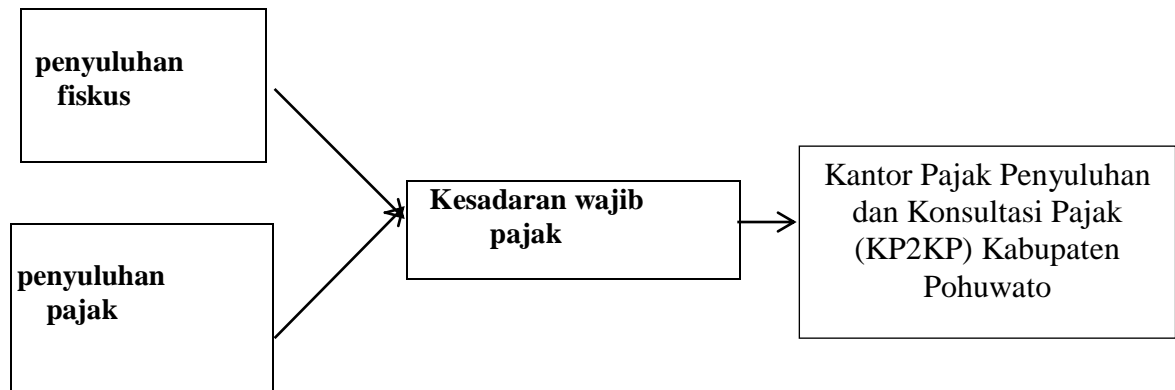 penyuluhan
fiskus
penyuluhan
pajak
Kesadaran wajib
pajak
Kantor Pajak Penyuluhan
dan Konsultasi Pajak
(KP2KP) Kabupaten
Pohuwato